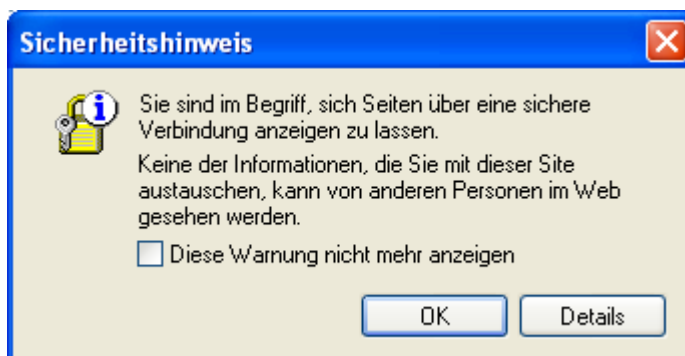 Sicherheitshinweis
Sie sind im Begriff, sich Seiten über eine sichere
Verbindung anzeigen zu lassen.
Keine der Informationen, die Sie mit dieser Site
austauschen, kann von anderen Personen im Web
gesehen werden.
Diese Warnung nicht mehr anzeigen
OK
Details